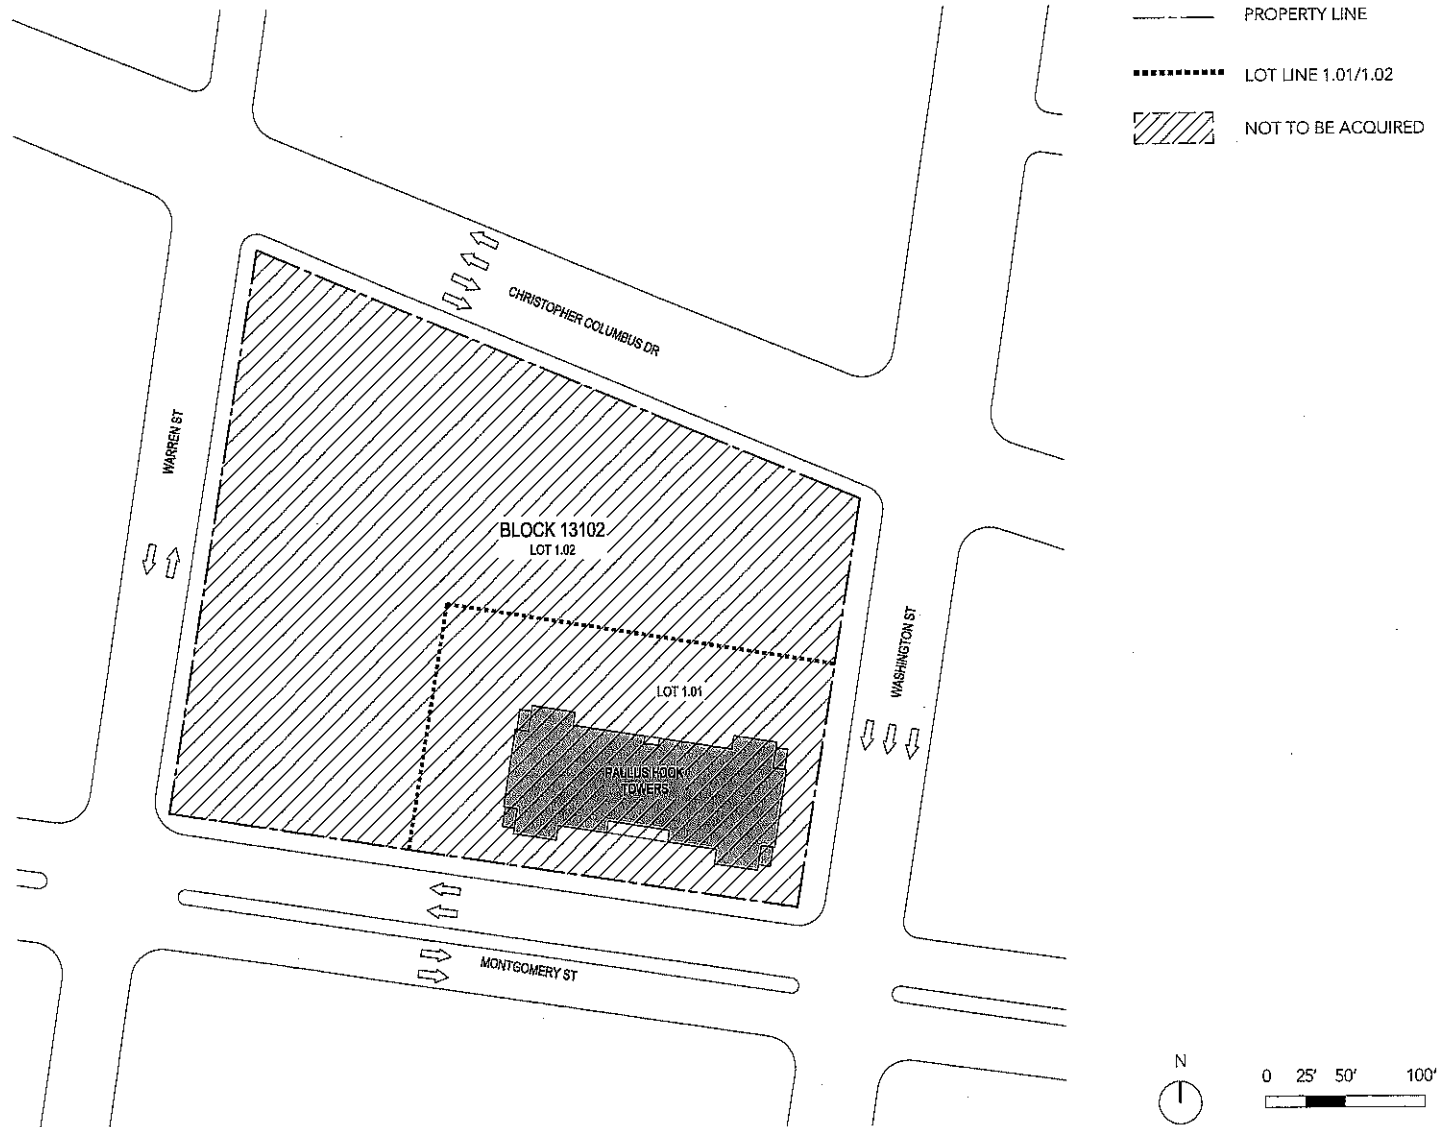 PROPERTY LINE
LOT LINE 1.01/1.02
NOT TO BE ACQUIRED
CHRISTOPHER COLUMBUS DR
WARREN ST
BLOCK 13102
LOT 1.02
WASHINGTON ST
LOT 1.01
PALLUS HOOK
TOWERS
MONTGOMERY ST
N
0 25' 50' 100'